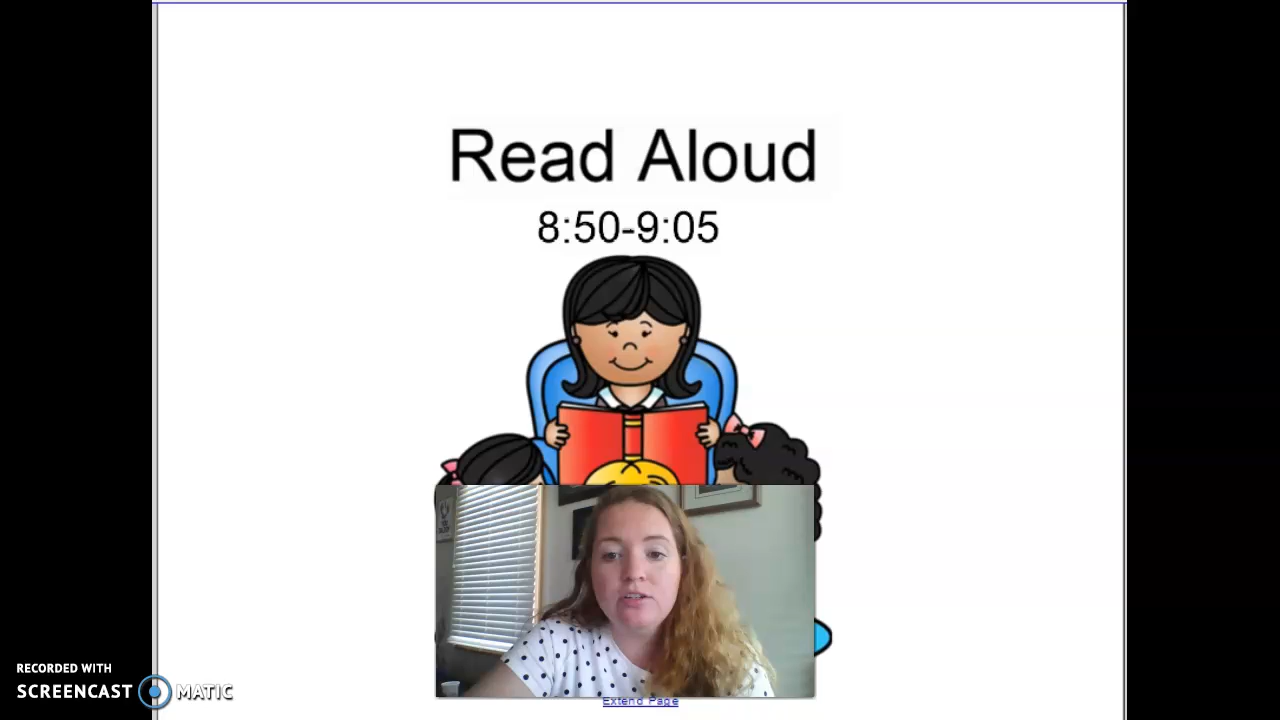 Read Aloud
8:50-9:05
Extend Page
RECORDED WITH
SCREENCAST MATIC